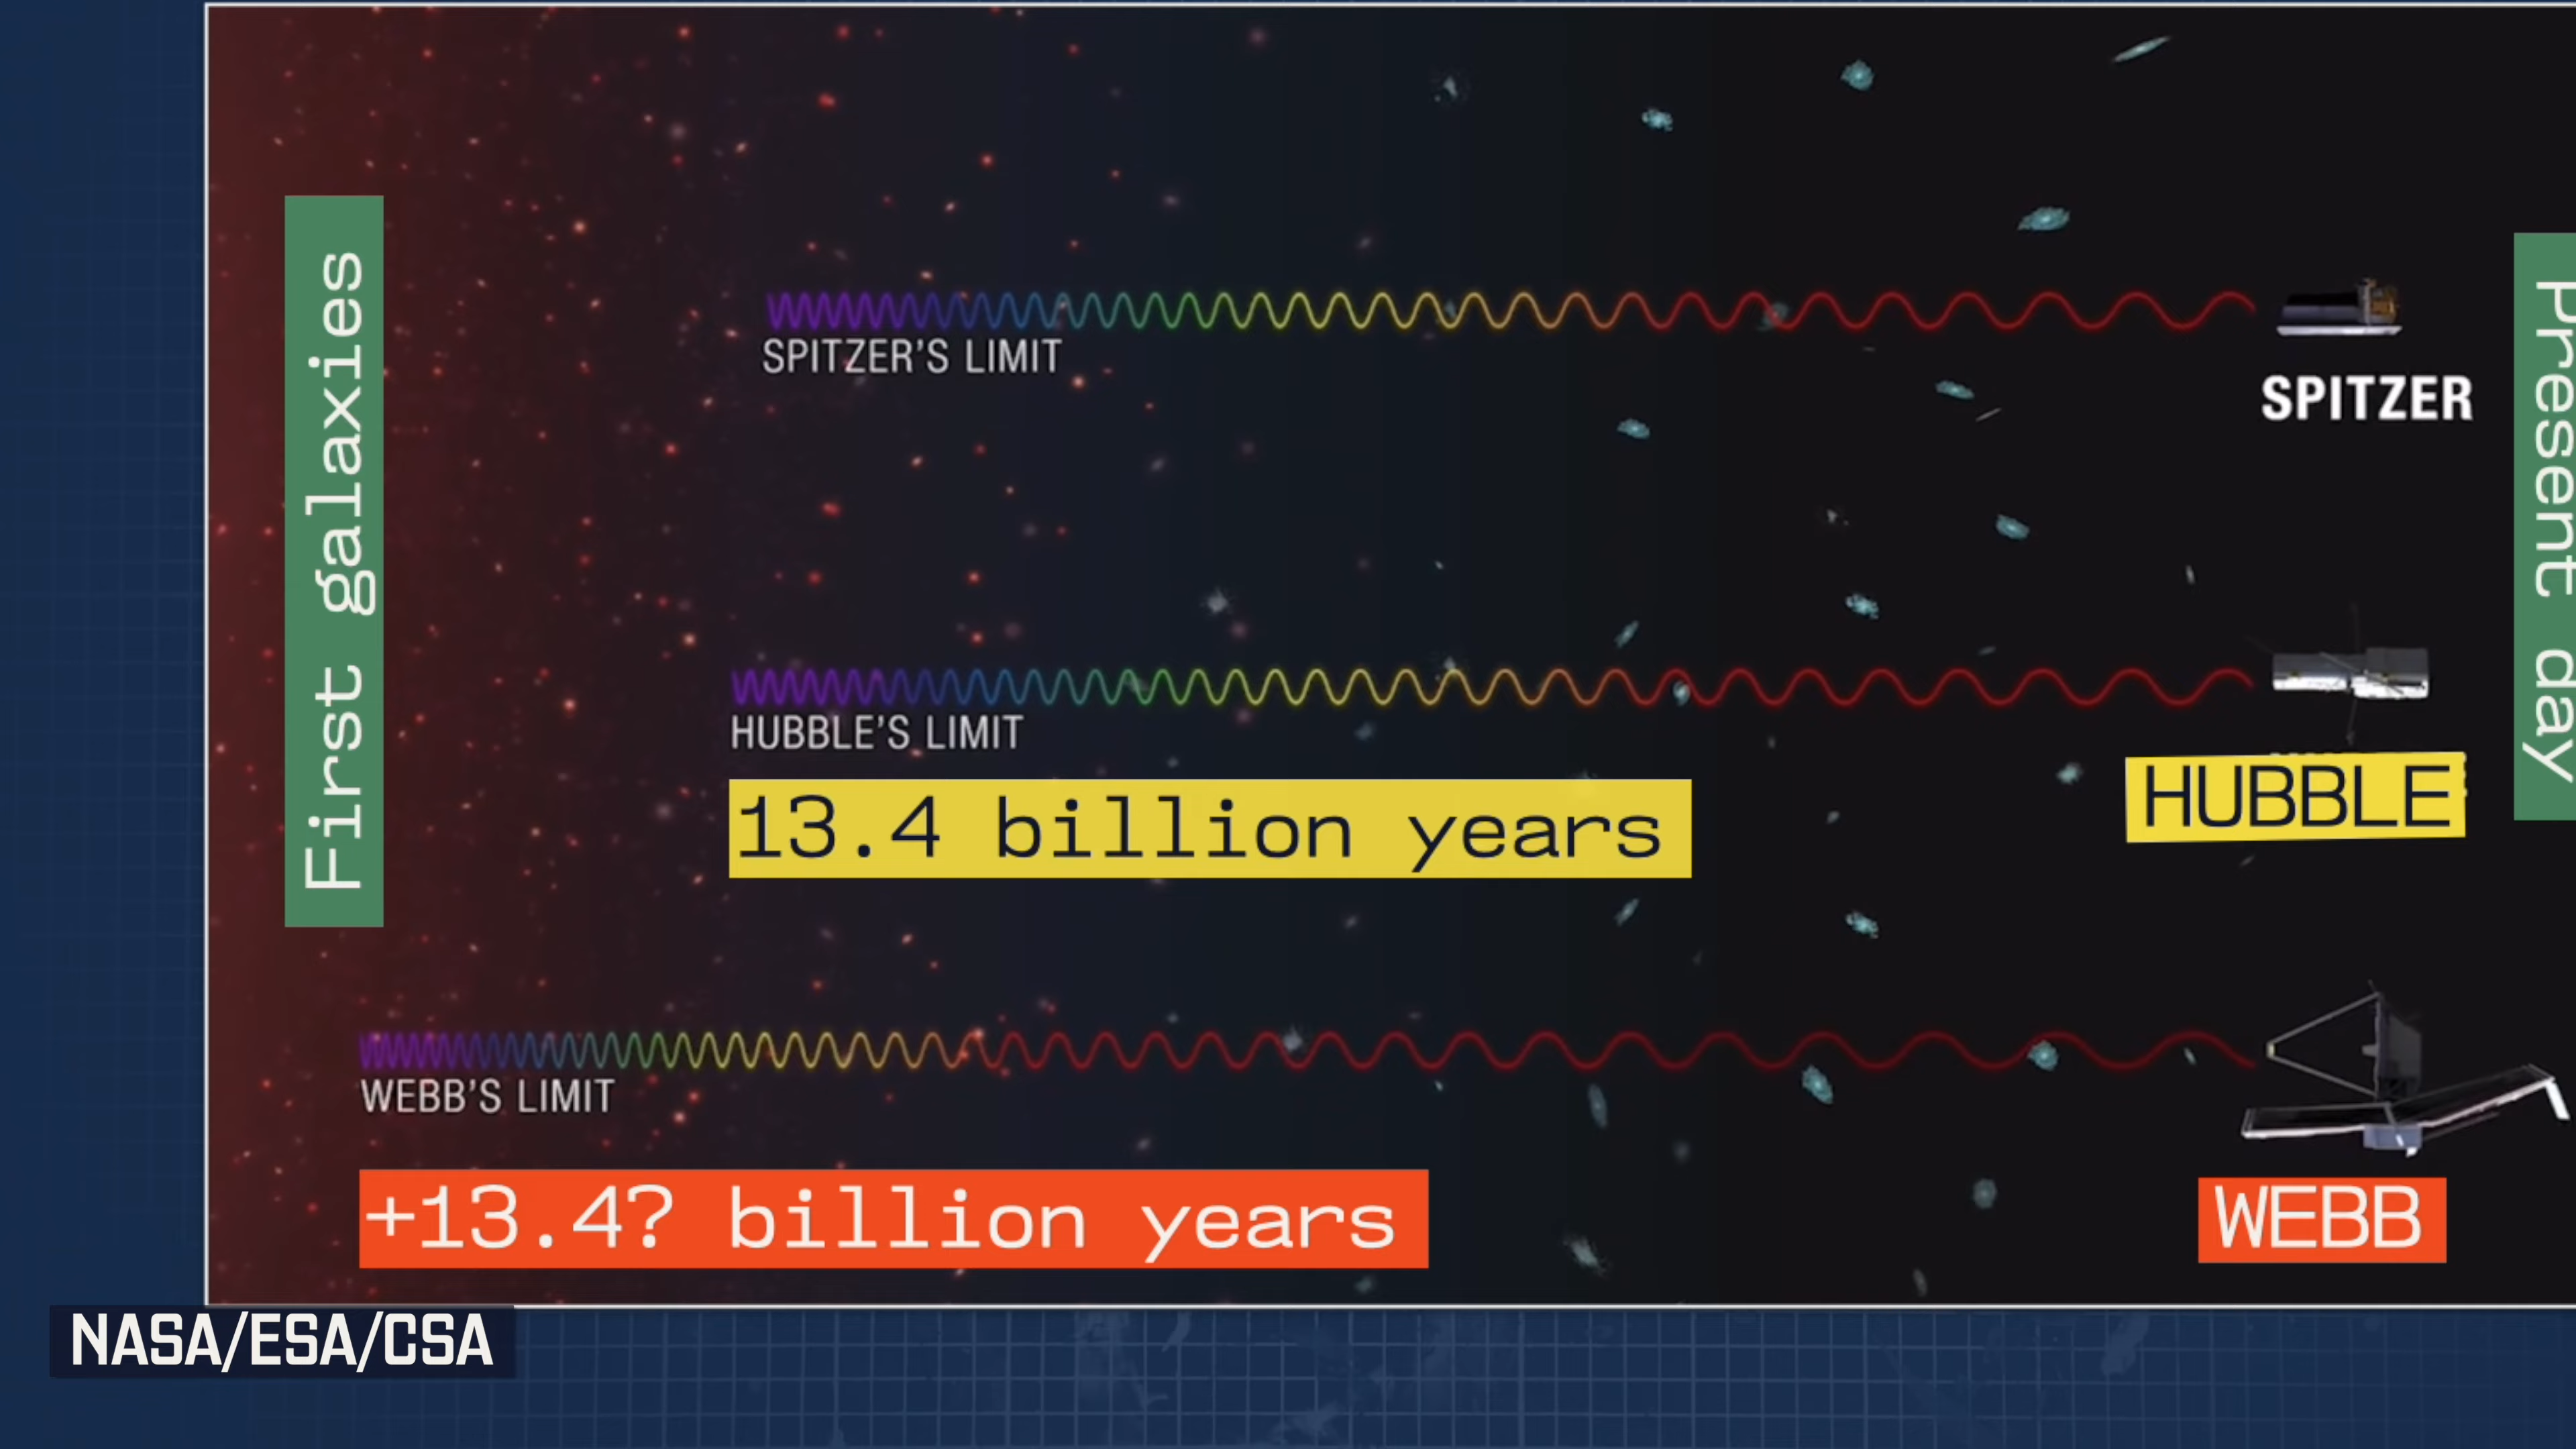 First galaxies
SPITZER'S LIMIT
SPITZER
Present day
HUBBLE'S LIMIT
13.4 billion years
HUBBLE
WEBB'S LIMIT
+13.4? billion years
WEBB
NASA/ESA/CSA